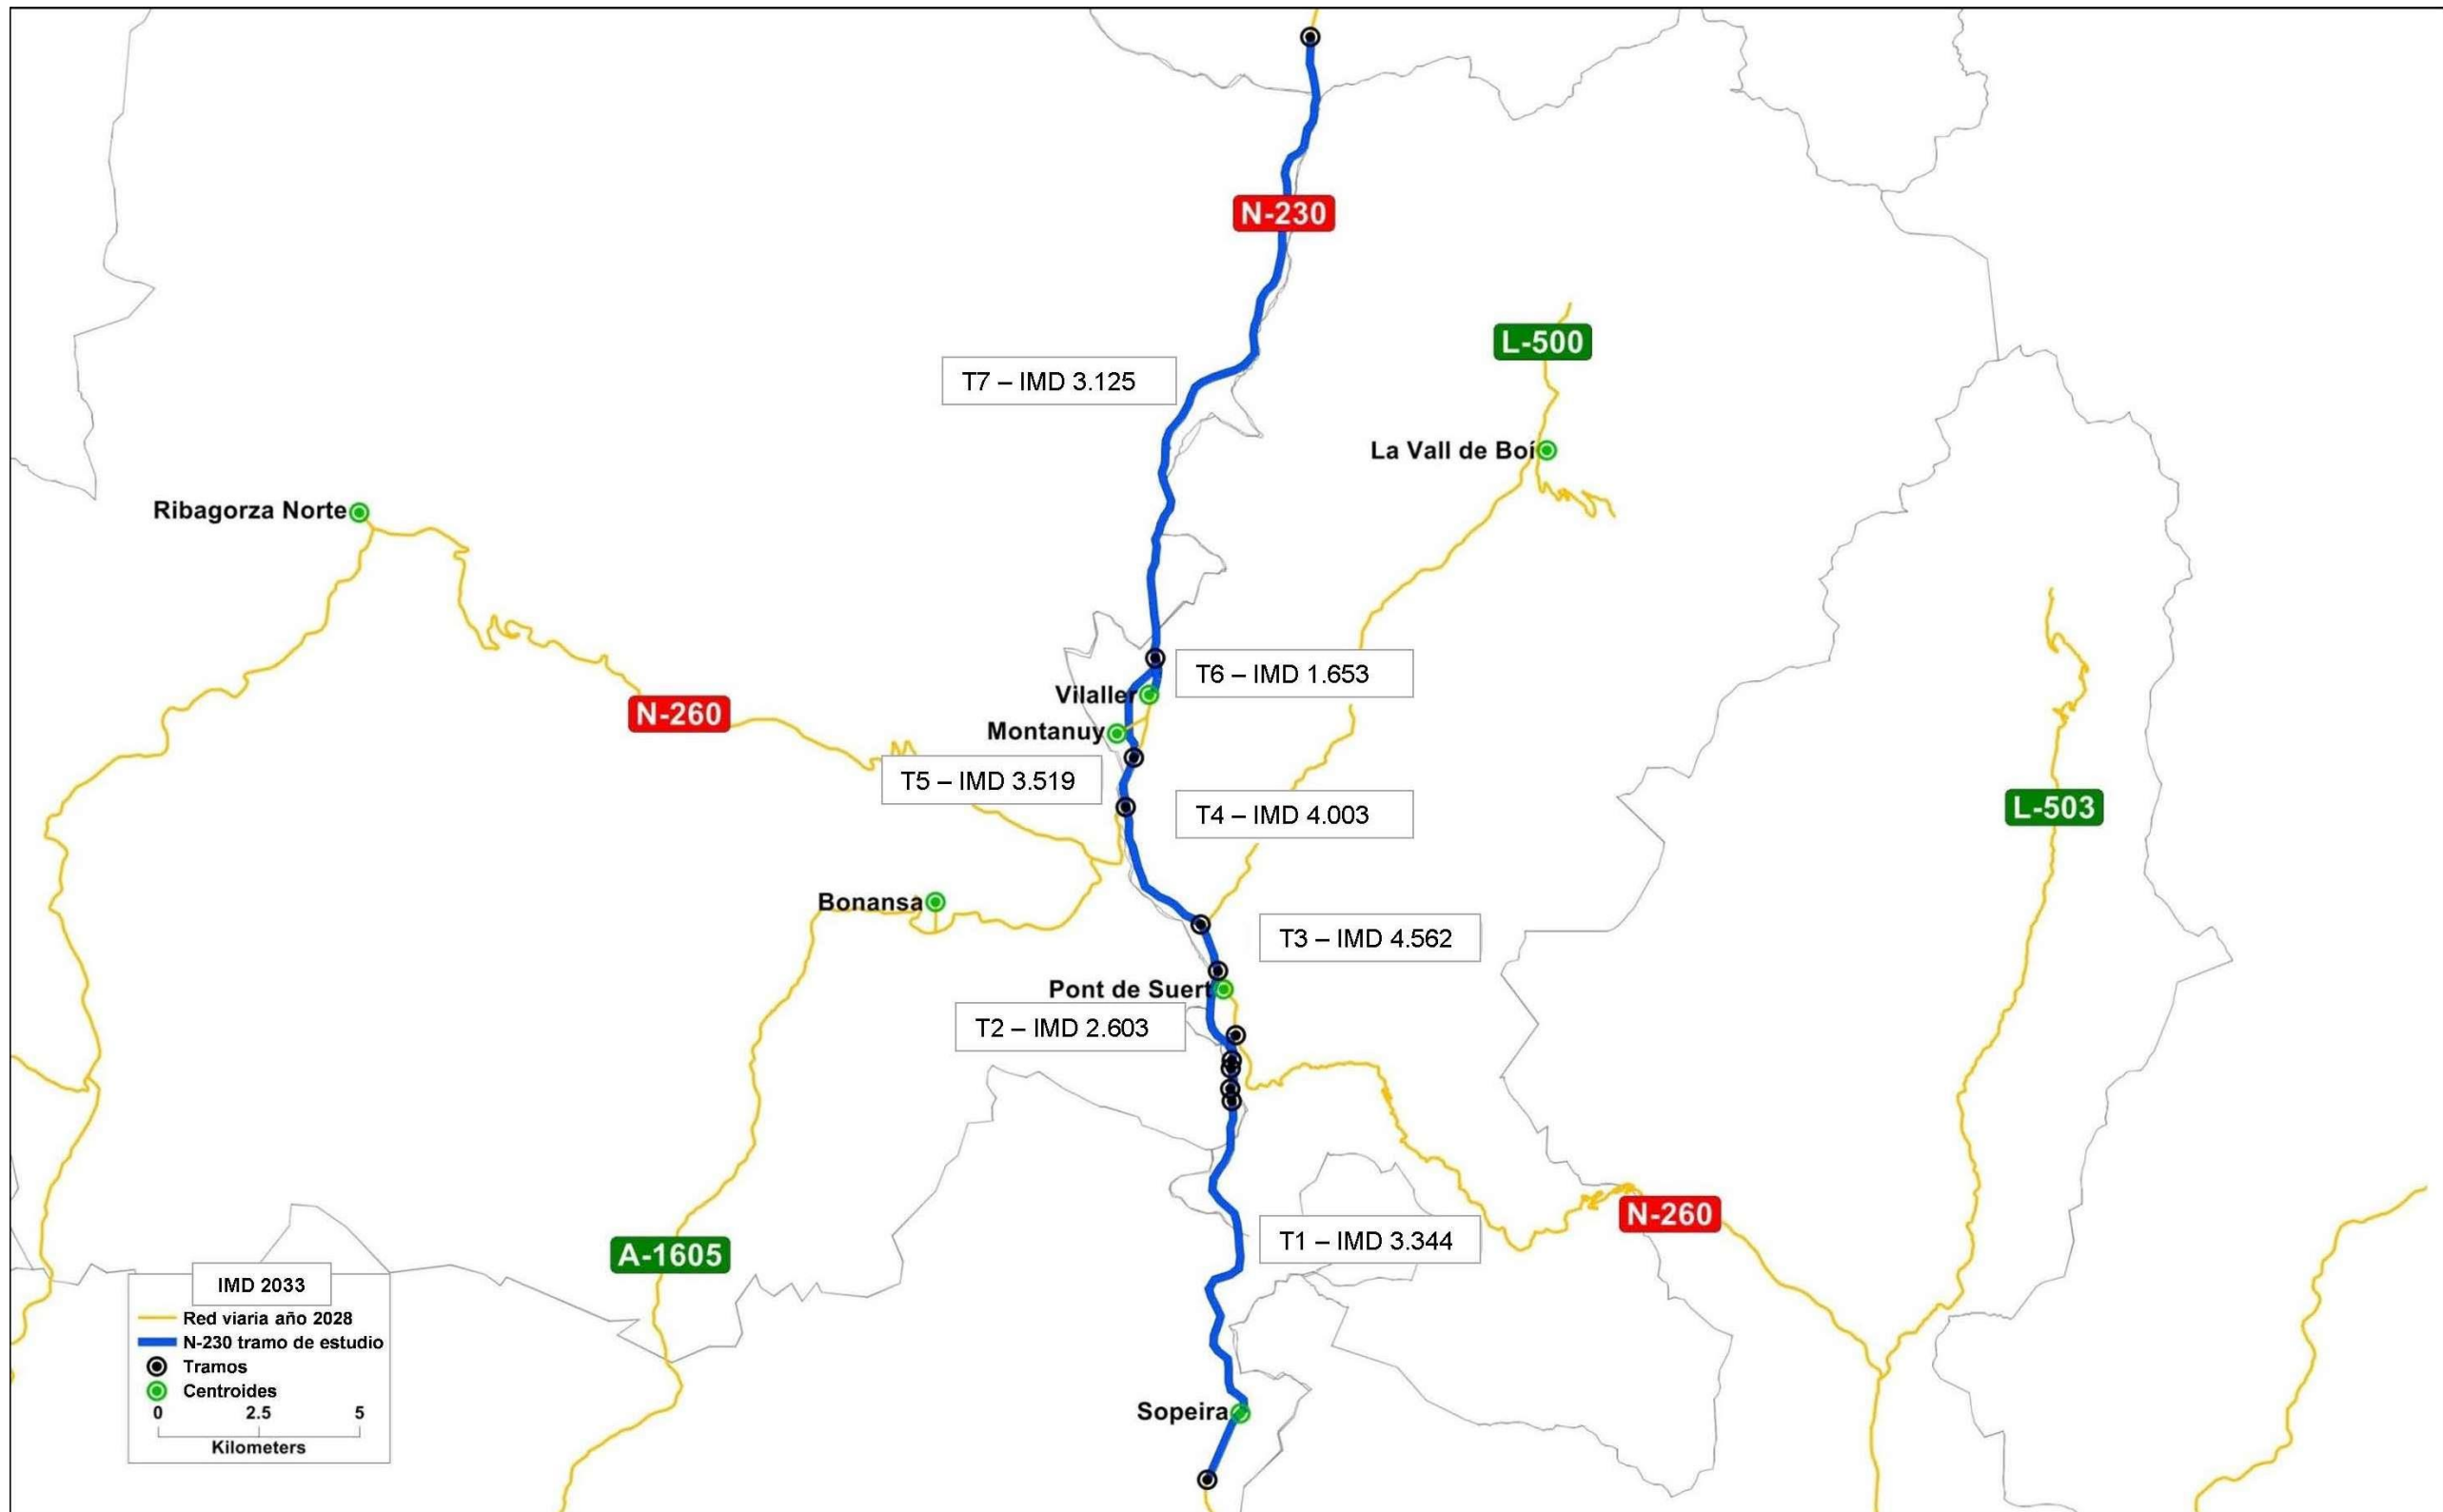 N-230
L-500
T7 – IMD 3.125
La Vall de Boí
Ribagorza Norte
T6 – IMD 1.653
Vilaller
N-260
Montanuy
T5 – IMD 3.519
L-503
T4 – IMD 4.003
Bonansa
T3 – IMD 4.562
Pont de Suert
T2 – IMD 2.603
N-260
T1 – IMD 3.344
A-1605
IMD 2033
Red viaria año 2028
N-230 tramo de estudio
Tramos
Centroides
0 2.5 5
Kilometers
Sopeira